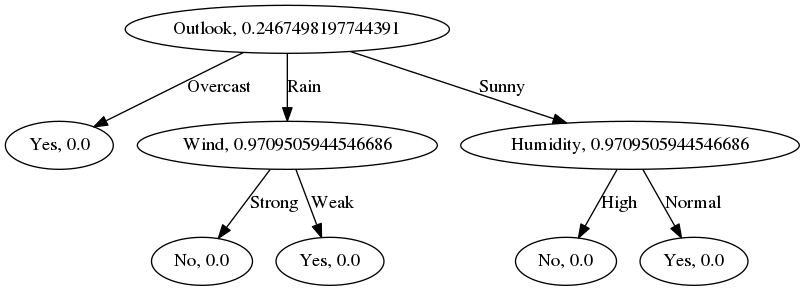 Outlook, 0.2467498197744391
Overcast
Rain
Sunny
Yes, 0.0
Wind, 0.9709505944546686
Humidity, 0.9709505944546686
Strong
Weak
High
Normal
No, 0.0
Yes, 0.0
No, 0.0
Yes, 0.0